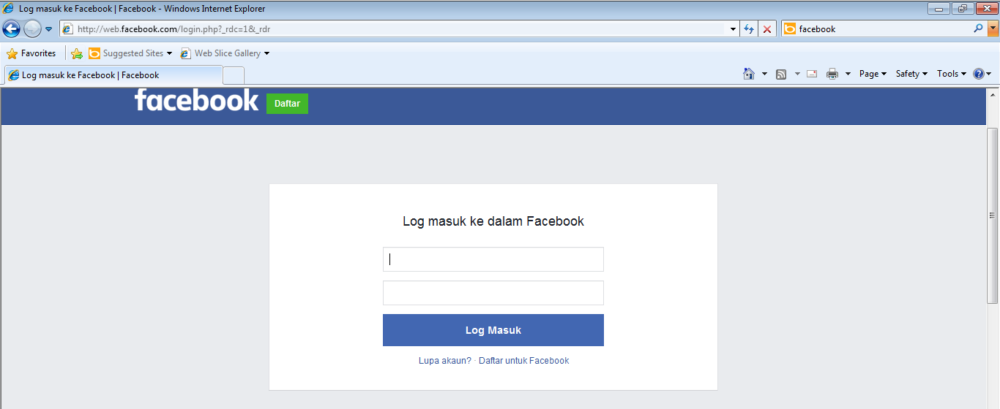 Log masuk ke Facebook | Facebook - Windows Internet Explorer
http://web.facebook.com/login.php?_rdc=1&_rdr
facebook
Favorites
Suggested Sites
Web Slice Gallery
Log masuk ke Facebook | Facebook
Page
Safety
Tools
facebook
Daftar
Log masuk ke dalam Facebook
Log Masuk
Lupa akaun? · Daftar untuk Facebook